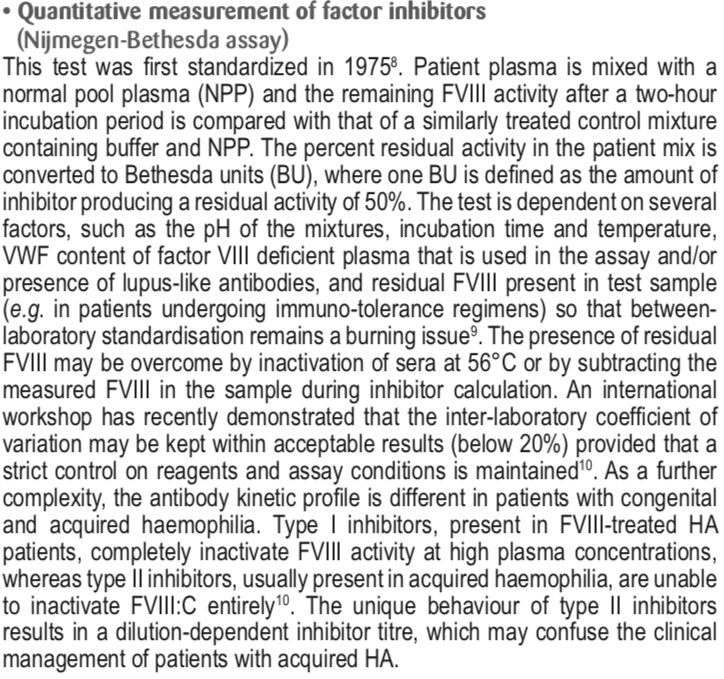 • Quantitative measurement of factor inhibitors
(Nijmegen-Bethesda assay)
This test was first standardized in 1975⁸. Patient plasma is mixed with a
normal pool plasma (NPP) and the remaining FVIII activity after a two-hour
incubation period is compared with that of a similarly treated control mixture
containing buffer and NPP. The percent residual activity in the patient mix is
converted to Bethesda units (BU), where one BU is defined as the amount of
inhibitor producing a residual activity of 50%. The test is dependent on several
factors, such as the pH of the mixtures, incubation time and temperature,
VWF content of factor VIII deficient plasma that is used in the assay and/or
presence of lupus-like antibodies, and residual FVIII present in test sample
(e.g. in patients undergoing immuno-tolerance regimens) so that between-
laboratory standardisation remains a burning issue⁹. The presence of residual
FVIII may be overcome by inactivation of sera at 56°C or by subtracting the
measured FVIII in the sample during inhibitor calculation. An international
workshop has recently demonstrated that the inter-laboratory coefficient of
variation may be kept within acceptable results (below 20%) provided that a
strict control on reagents and assay conditions is maintained¹⁰. As a further
complexity, the antibody kinetic profile is different in patients with congenital
and acquired haemophilia. Type I inhibitors, present in FVIII-treated HA
patients, completely inactivate FVIII activity at high plasma concentrations,
whereas type II inhibitors, usually present in acquired haemophilia, are unable
to inactivate FVIII:C entirely¹⁰. The unique behaviour of type II inhibitors
results in a dilution-dependent inhibitor titre, which may confuse the clinical
management of patients with acquired HA.